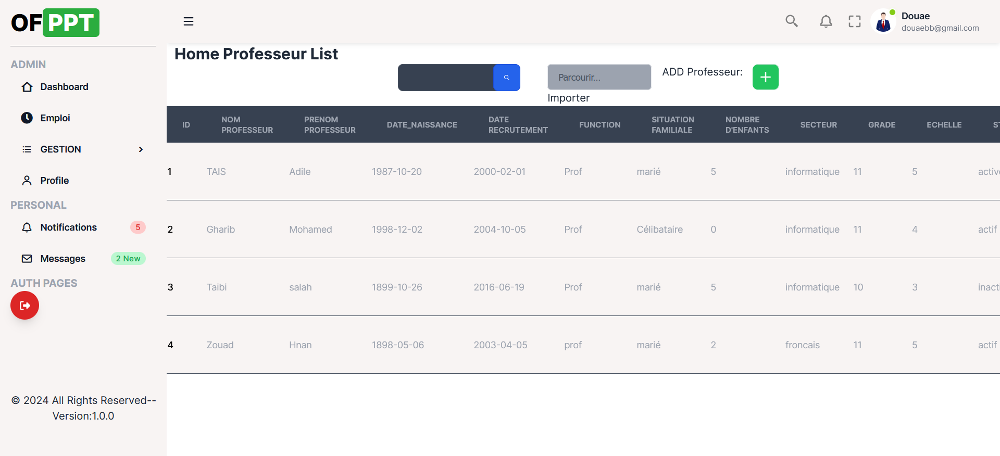 OFPPT
ADMIN
Dashboard
Emploi
GESTION
Profile
PERSONAL
Notifications 5
Messages 2 New
AUTH PAGES
© 2024 All Rights Reserved--
Version:1.0.0
Douae
douaebb@gmail.com
Home Professeur List
Parcourir...
Importer
ADD Professeur:
ID NOM PROFESSEUR PRENOM PROFESSEUR DATE_NAISSANCE DATE RECRUTEMENT FUNCTION SITUATION FAMILIALE NOMBRE D'ENFANTS SECTEUR GRADE ECHELLE ST
1 TAIS Adile 1987-10-20 2000-02-01 Prof marié 5 informatique 11 5 active
2 Gharib Mohamed 1998-12-02 2004-10-05 Prof Célibataire 0 informatique 11 4 actif
3 Taibi salah 1899-10-26 2016-06-19 Prof marié 5 informatique 10 3 inacti
4 Zouad Hnan 1898-05-06 2003-04-05 prof marié 2 froncais 11 5 actif